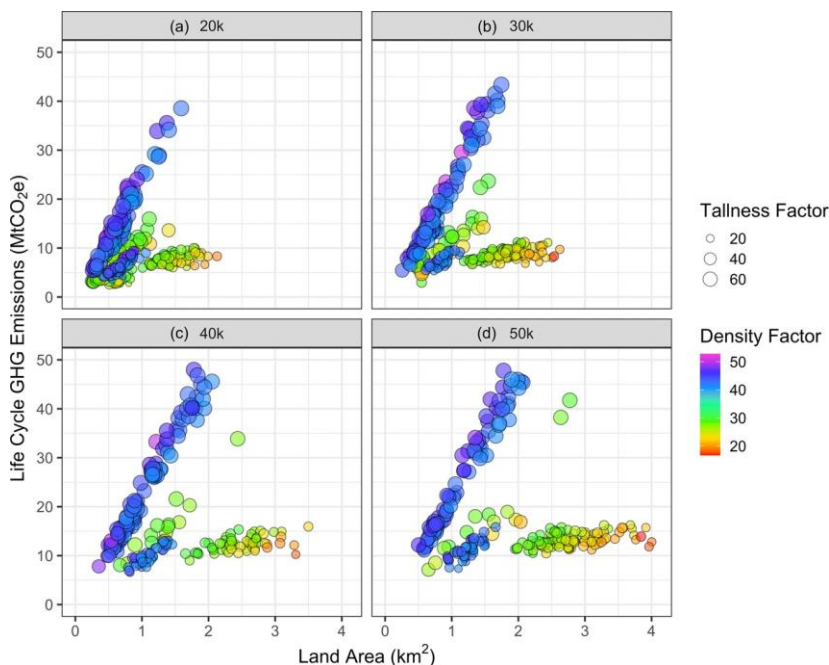 (a) 20k
(b) 30k
50
40
30
20
10
0
(c) 40k
(d) 50k
50
40
30
20
10
0
0 1 2 3 4
0 1 2 3 4
Land Area (km²)
Life Cycle GHG Emissions (MtCO₂e)
Tallness Factor
20
40
60
Density Factor
50
40
30
20